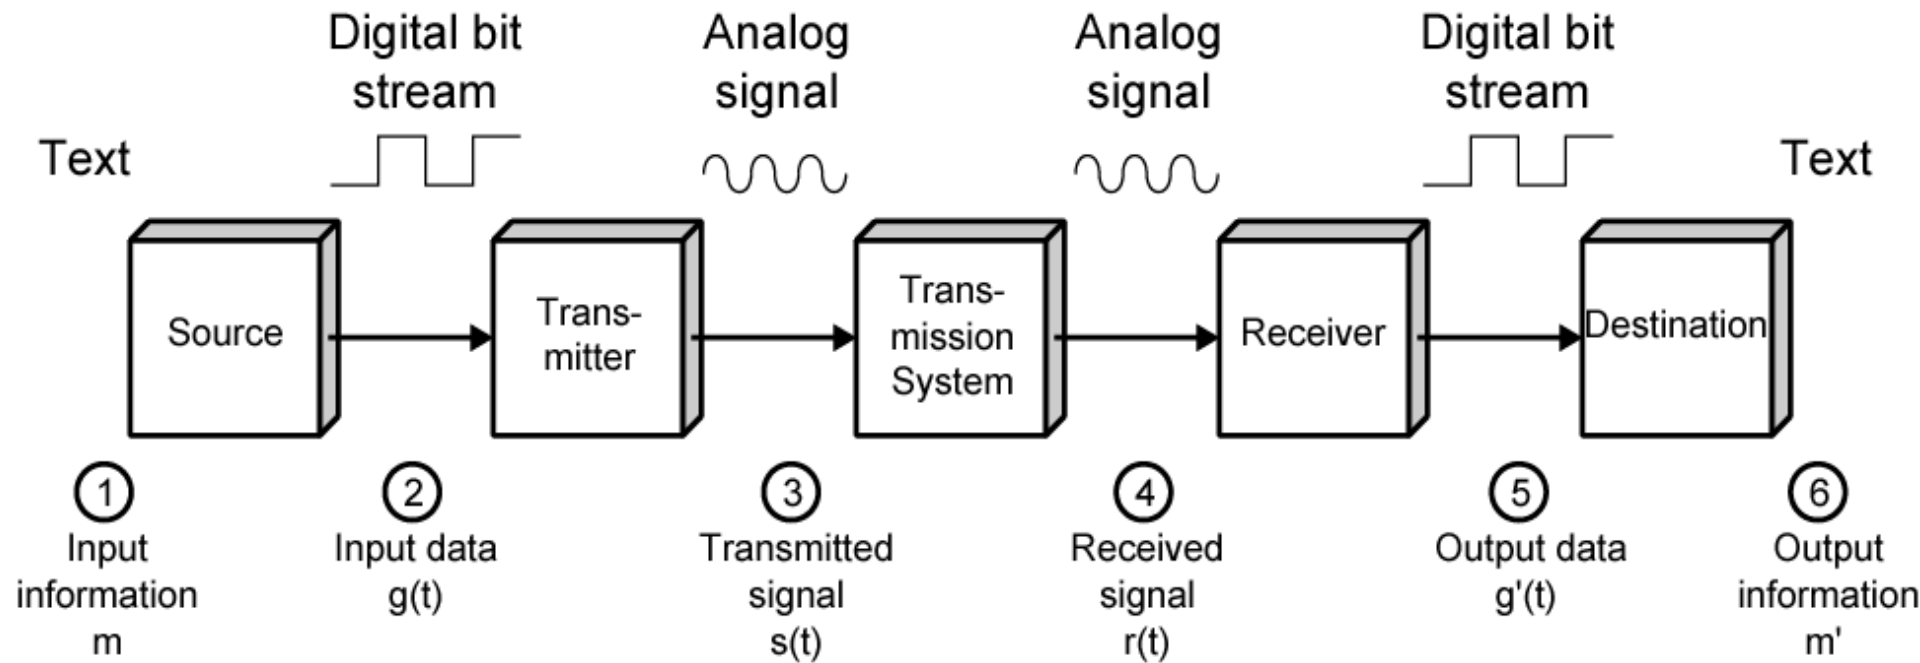 Digital bit
stream
Analog
signal
Analog
signal
Digital bit
stream
Text
Text
Source
Trans-
mitter
Trans-
mission
System
Receiver
Destination
1
Input
information
m
2
Input data
g(t)
3
Transmitted
signal
s(t)
4
Received
signal
r(t)
5
Output data
g'(t)
6
Output
information
m'